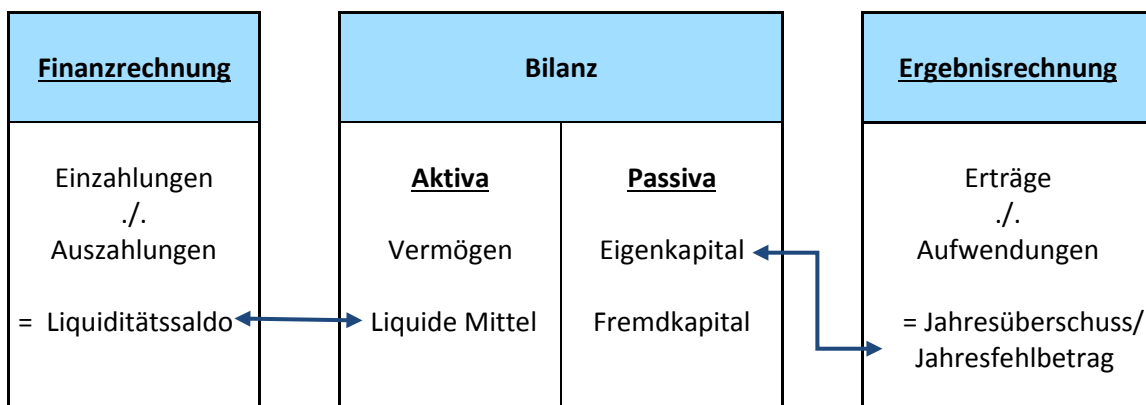 Finanzrechnung
Einzahlungen
./.
Auszahlungen
= Liquiditätssaldo
Bilanz
Aktiva
Vermögen
Liquide Mittel
Passiva
Eigenkapital
Fremdkapital
Ergebnisrechnung
Erträge
./.
Aufwendungen
= Jahresüberschuss/
Jahresfehlbetrag